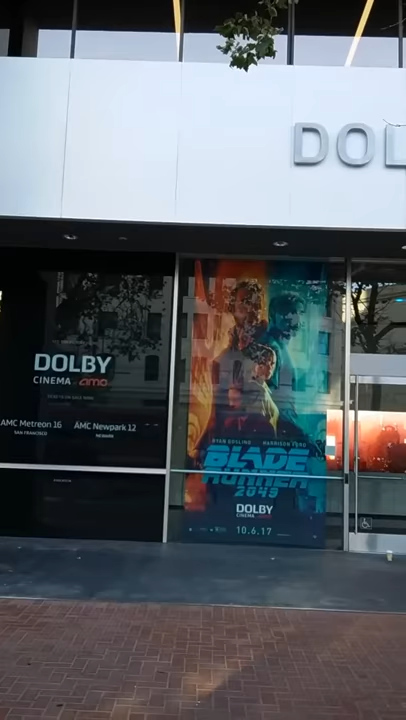 DOL
DOLBY
CINEMA AMC
AMC Metreon 16
SAN FRANCISCO
AMC Newpark 12
NEWARK
RYAN GOSLING HARRISON FORD
BLADE
RUNNER
2049
DOLBY
CINEMA
10.6.17